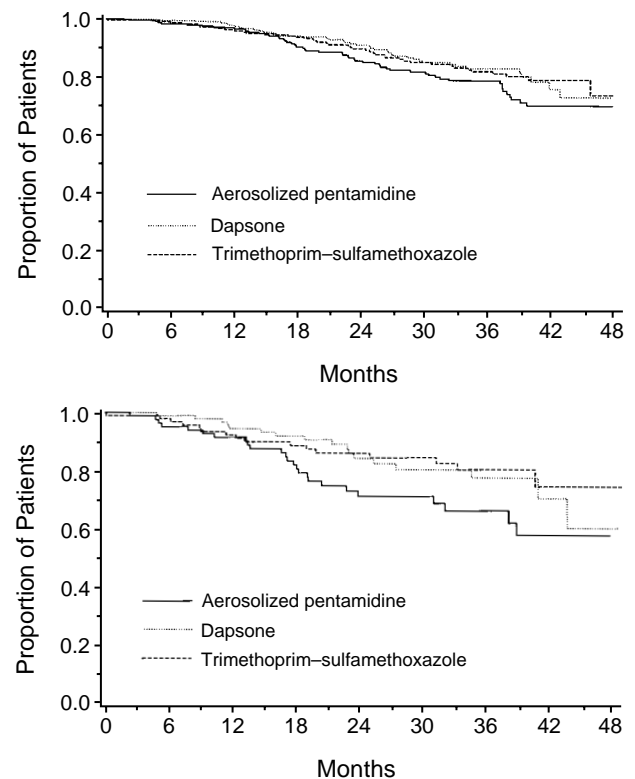 Proportion of Patients
1.0
0.8
0.6
0.4
0.2
0.0
Aerosolized pentamidine
Dapsone
Trimethoprim–sulfamethoxazole
0 6 12 18 24 30 36 42 48
Months
Proportion of Patients
1.0
0.8
0.6
0.4
0.2
0.0
Aerosolized pentamidine
Dapsone
Trimethoprim–sulfamethoxazole
0 6 12 18 24 30 36 42 48
Months